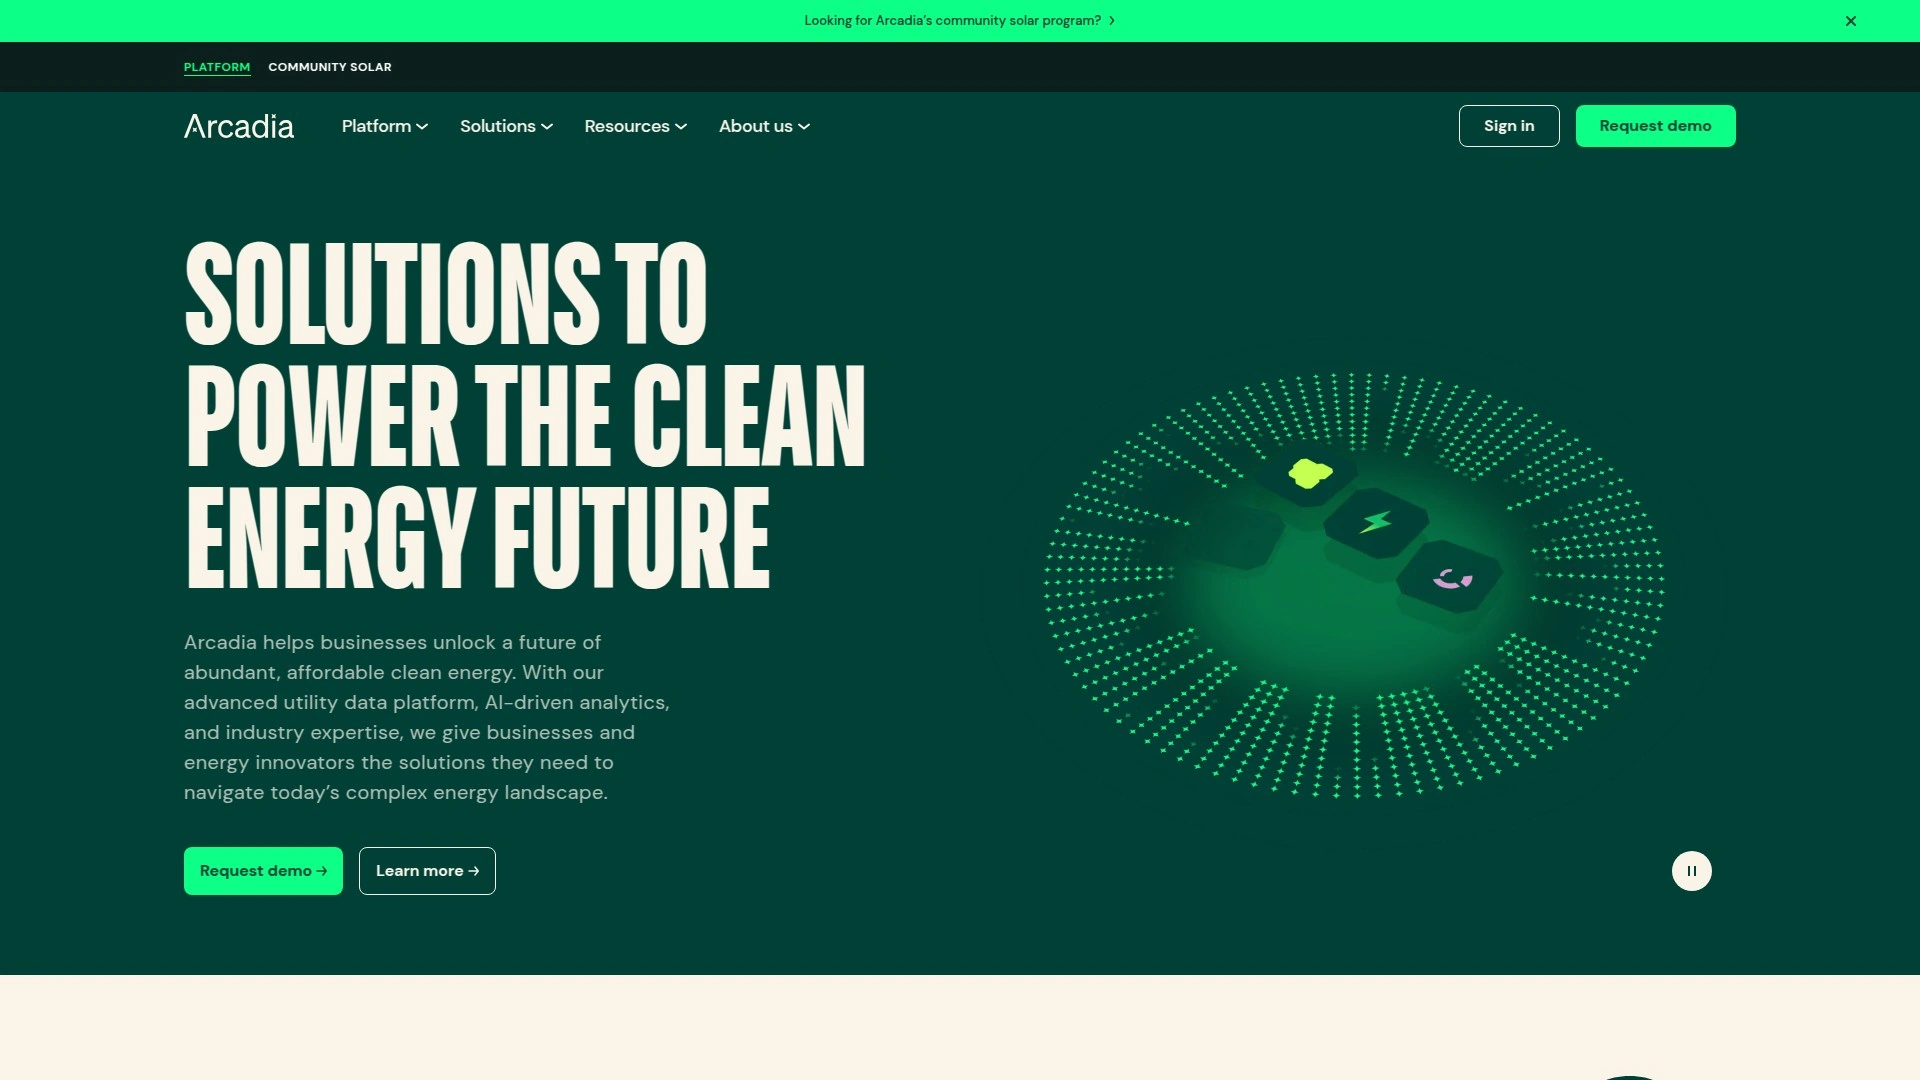 Looking for Arcadia's community solar program?
PLATFORM COMMUNITY SOLAR
Arcadia Platform Solutions Resources About us Sign in Request demo
SOLUTIONS TO
POWER THE CLEAN
ENERGY FUTURE
Arcadia helps businesses unlock a future of
abundant, affordable clean energy. With our
advanced utility data platform, AI-driven analytics,
and industry expertise, we give businesses and
energy innovators the solutions they need to
navigate today’s complex energy landscape.
Request demo → Learn more →